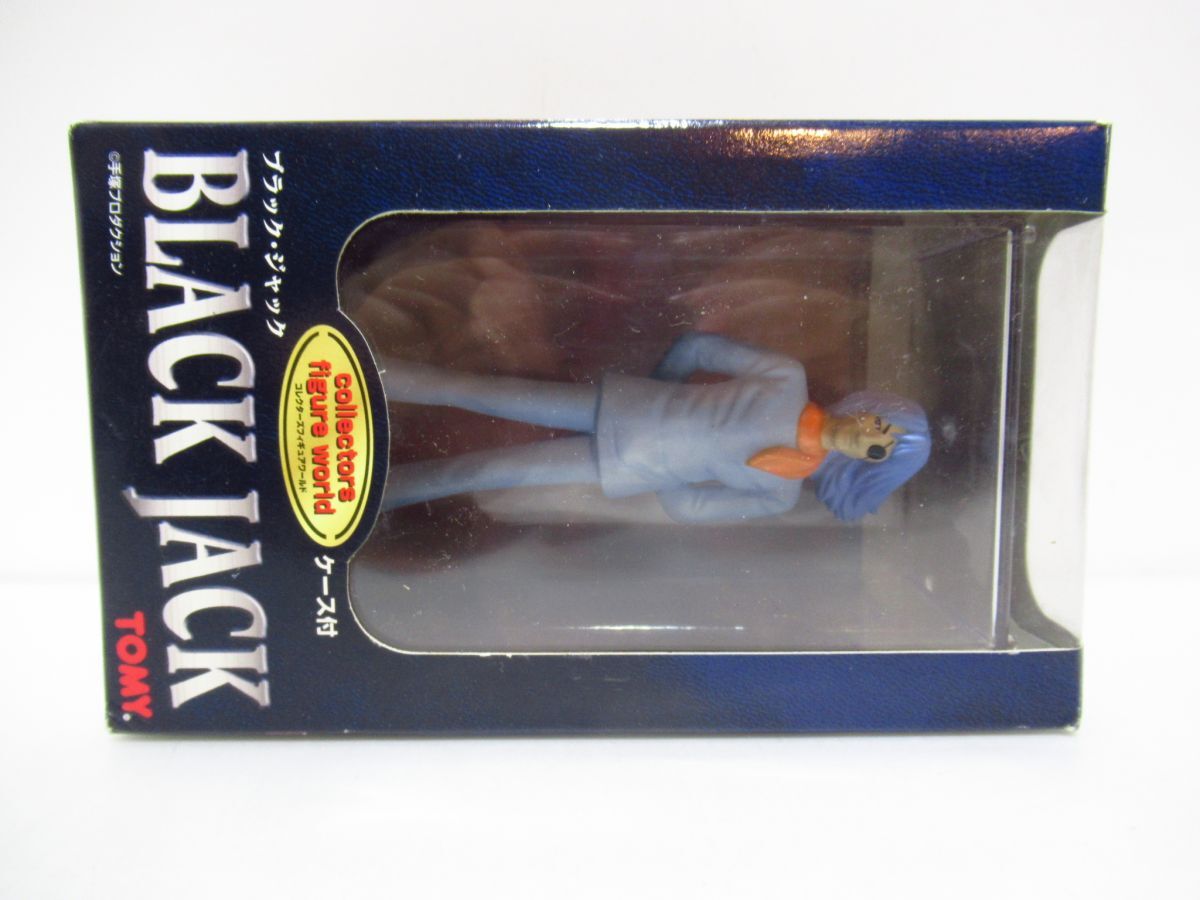 ブラック・ジャック
BLACK JACK
©手塚プロダクション
collectors
figure world
コレクターズフィギュアワールド
ケース付
TOMY®